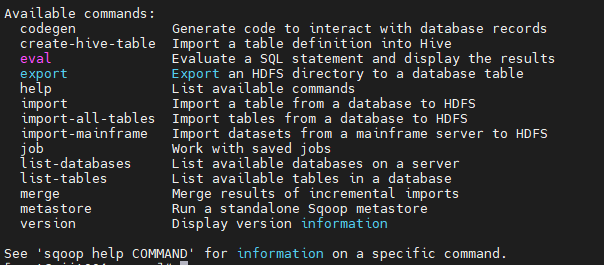 Available commands:
codegen Generate code to interact with database records
create-hive-table Import a table definition into Hive
eval Evaluate a SQL statement and display the results
export Export an HDFS directory to a database table
help List available commands
import Import a table from a database to HDFS
import-all-tables Import tables from a database to HDFS
import-mainframe Import datasets from a mainframe server to HDFS
job Work with saved jobs
list-databases List available databases on a server
list-tables List available tables in a database
merge Merge results of incremental imports
metastore Run a standalone Sqoop metastore
version Display version information
See 'sqoop help COMMAND' for information on a specific command.